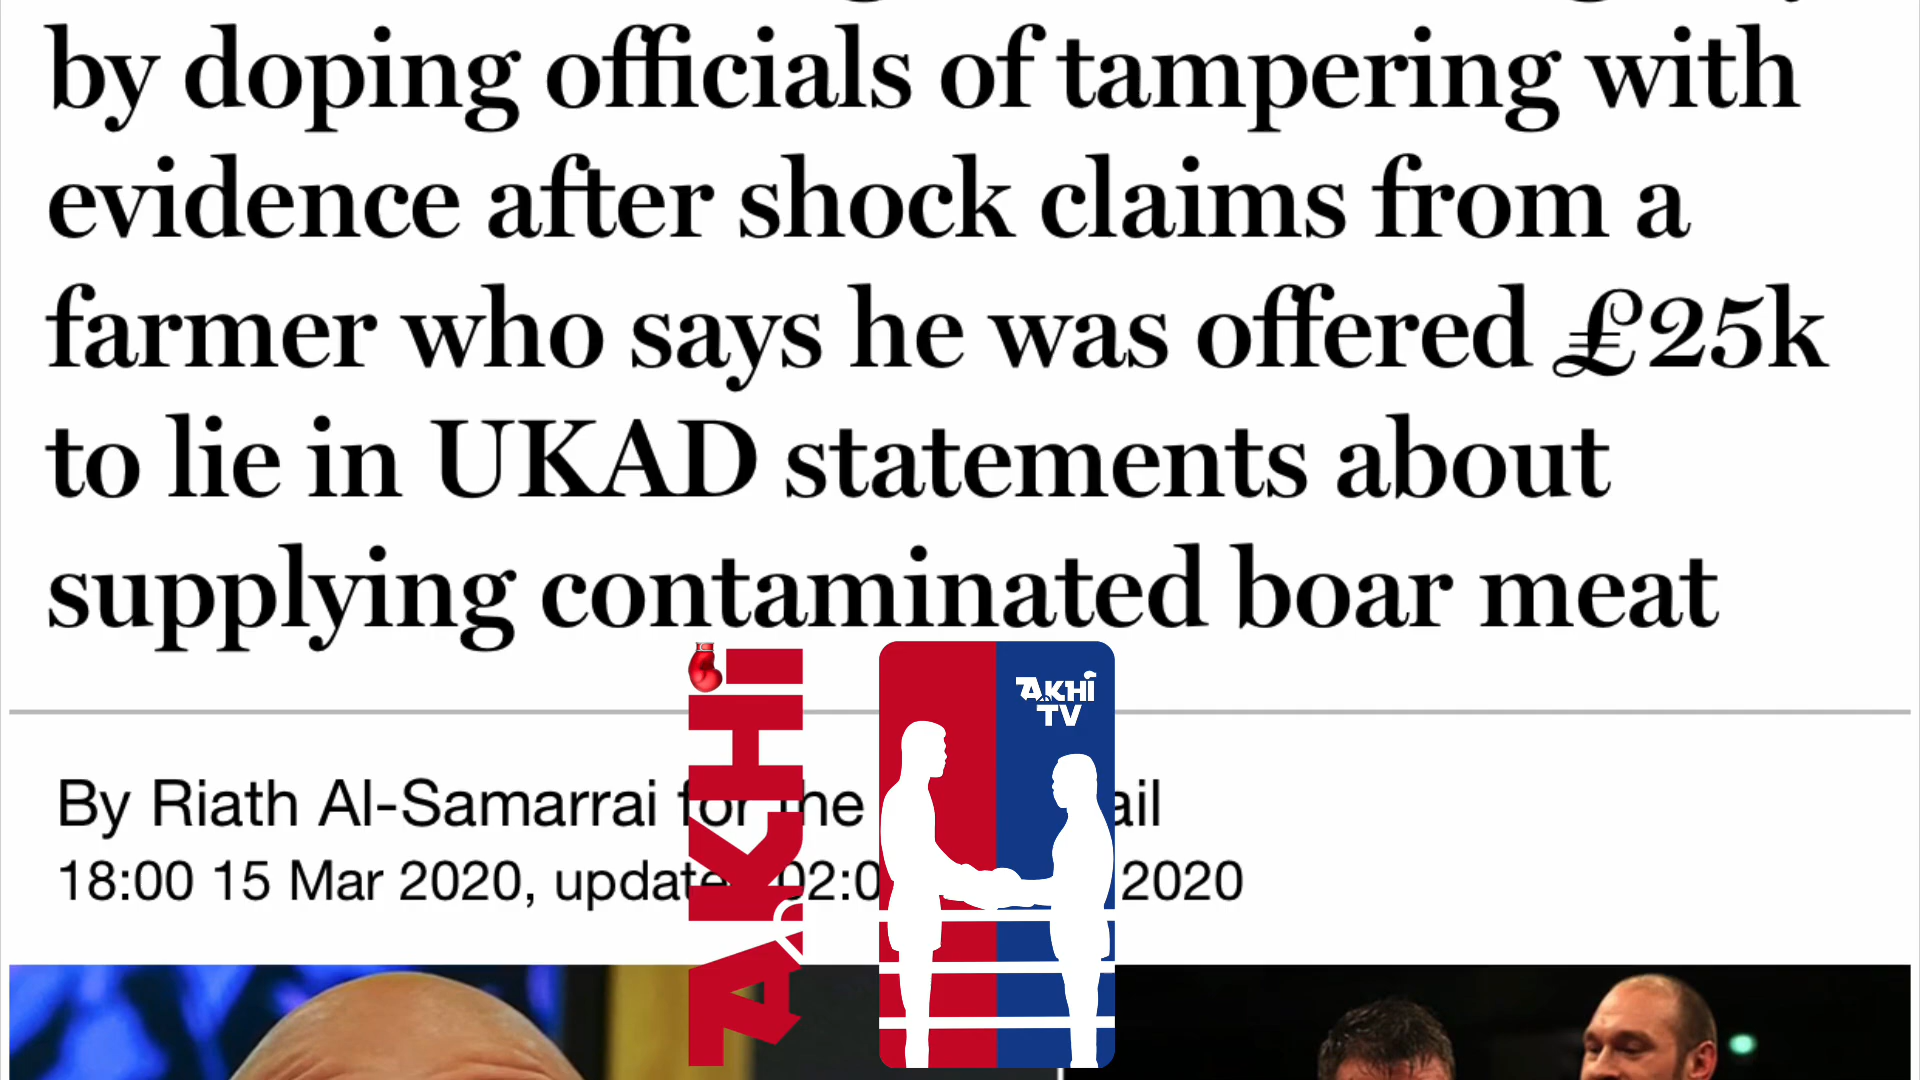 by doping officials of tampering with
evidence after shock claims from a
farmer who says he was offered £25k
to lie in UKAD statements about
supplying contaminated boar meat
By Riath Al-Samarrai for the
18:00 15 Mar 2020, 2020
AKHi
AKHi
TV